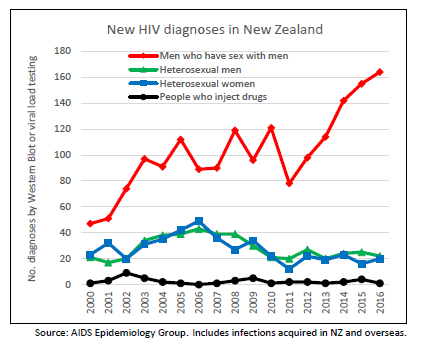 New HIV diagnoses in New Zealand
Men who have sex with men
Heterosexual men
Heterosexual women
People who inject drugs
No. diagnoses by Western Blot or viral load testing
180
160
140
120
100
80
60
40
20
0
2000 2001 2002 2003 2004 2005 2006 2007 2008 2009 2010 2011 2012 2013 2014 2015 2016
Source: AIDS Epidemiology Group. Includes infections acquired in NZ and overseas.